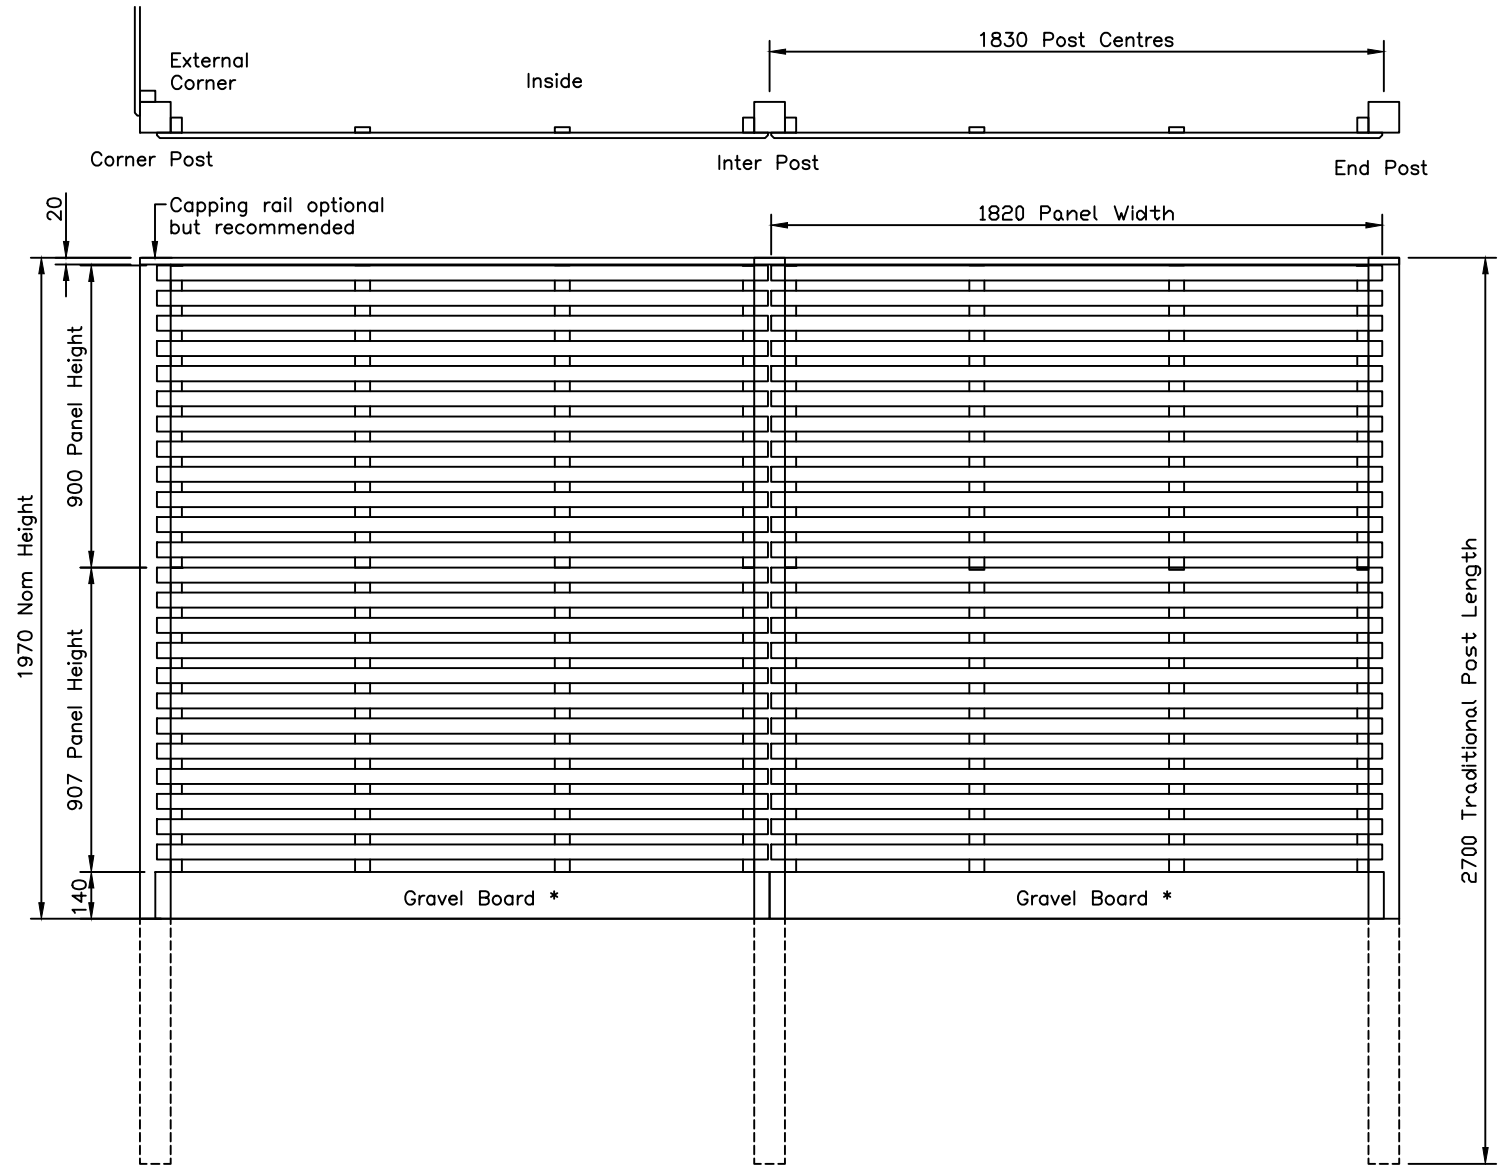 1830 Post Centres
External
Corner
Inside
Corner Post
Inter Post
End Post
20
Capping rail optional
but recommended
1820 Panel Width
900 Panel Height
1970 Nom Height
907 Panel Height
140
2700 Traditional Post Length
Gravel Board *
Gravel Board *